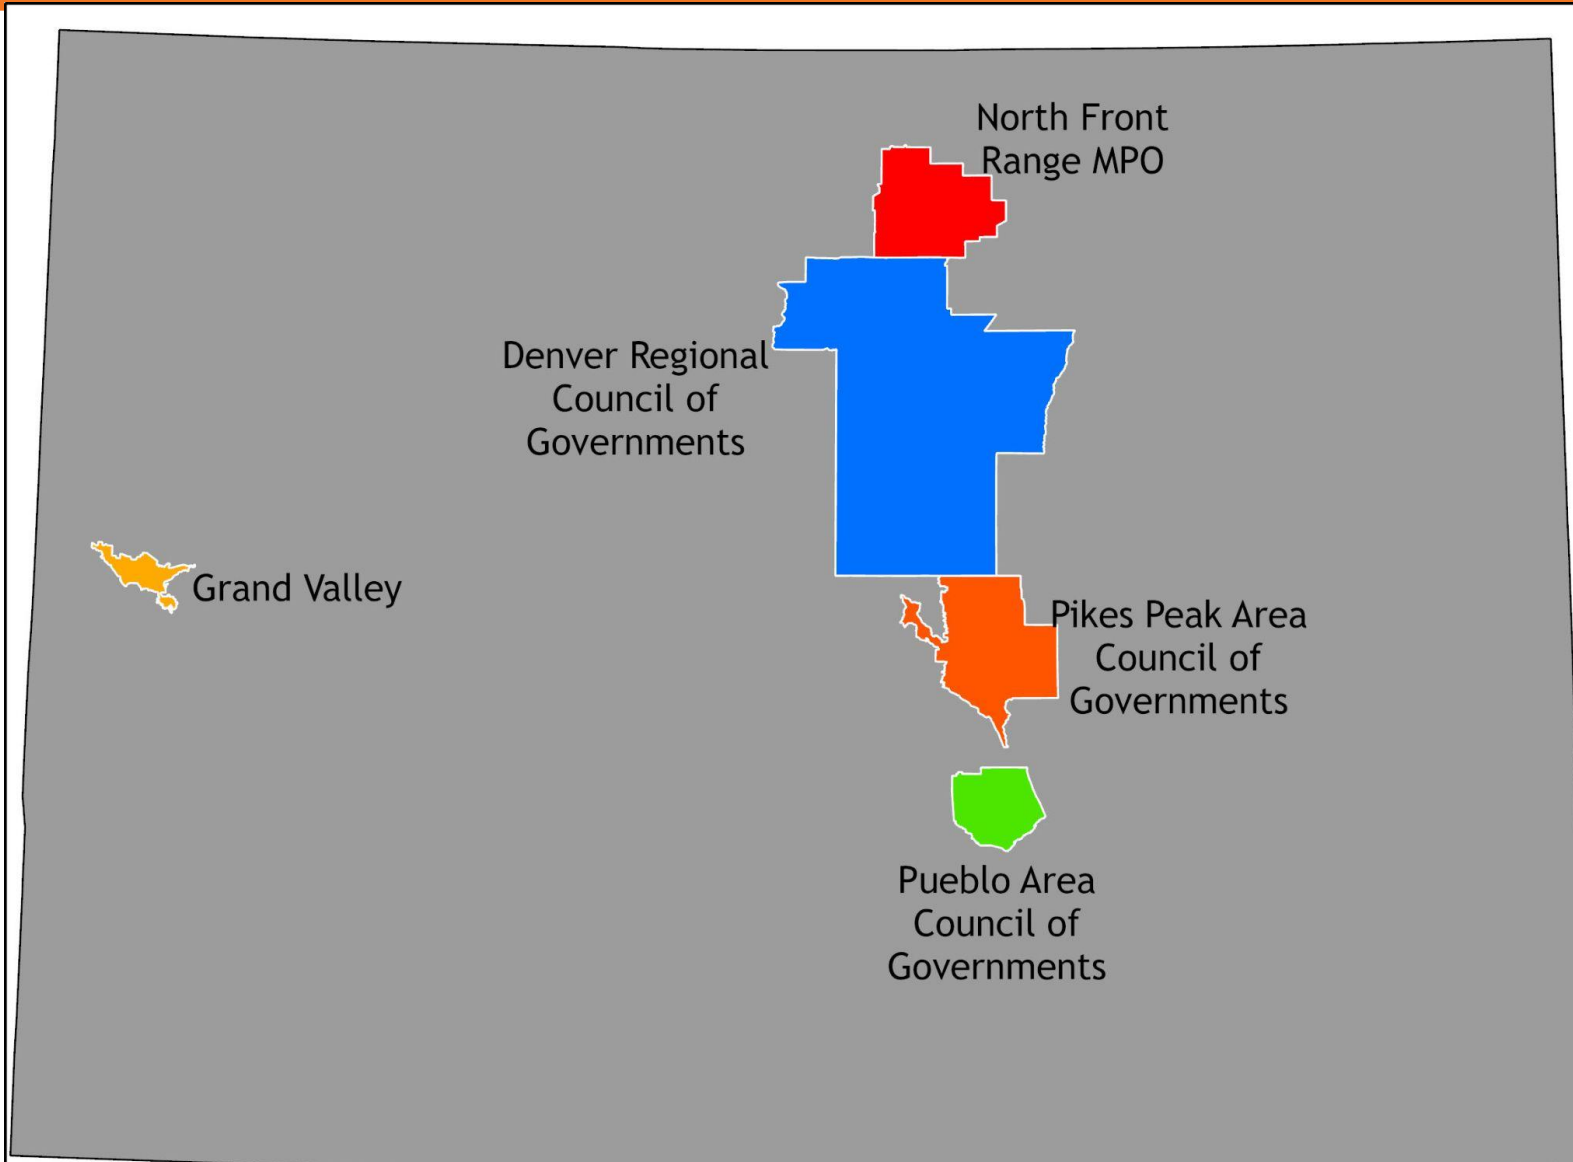 North Front
Range MPO
Denver Regional
Council of
Governments
Grand Valley
Pikes Peak Area
Council of
Governments
Pueblo Area
Council of
Governments